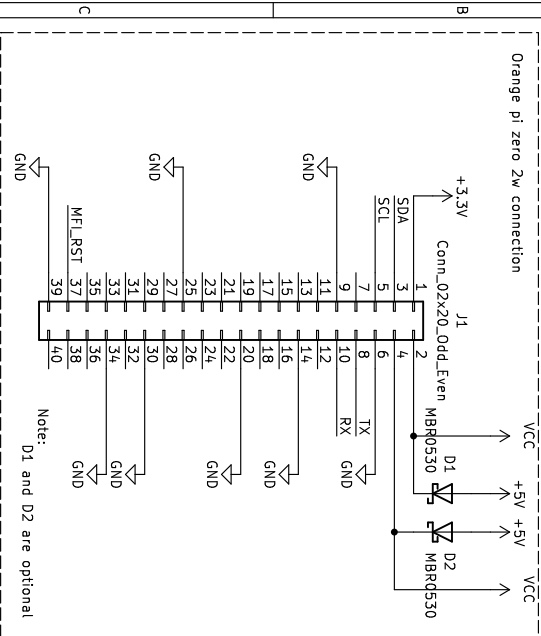 C
B
Orange pi zero 2w connection
VCC
+5V
+5V
VCC
+3.3V
D1
MBR0530
D2
MBR0530
J1
Conn_02x20_Odd_Even
SDA
SCL
MFI_RST
GND
GND
GND
1
3
5
7
9
11
13
15
17
19
21
23
25
27
29
31
33
35
37
39
2
4
6
8
10
12
14
16
18
20
22
24
26
28
30
32
34
36
38
40
TX
RX
GND
GND
GND
GND
GND
Note:
D1 and D2 are optional